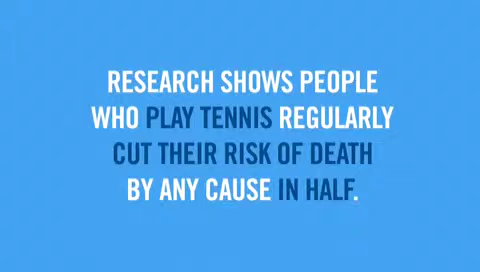 RESEARCH SHOWS PEOPLE
WHO PLAY TENNIS REGULARLY
CUT THEIR RISK OF DEATH
BY ANY CAUSE IN HALF.